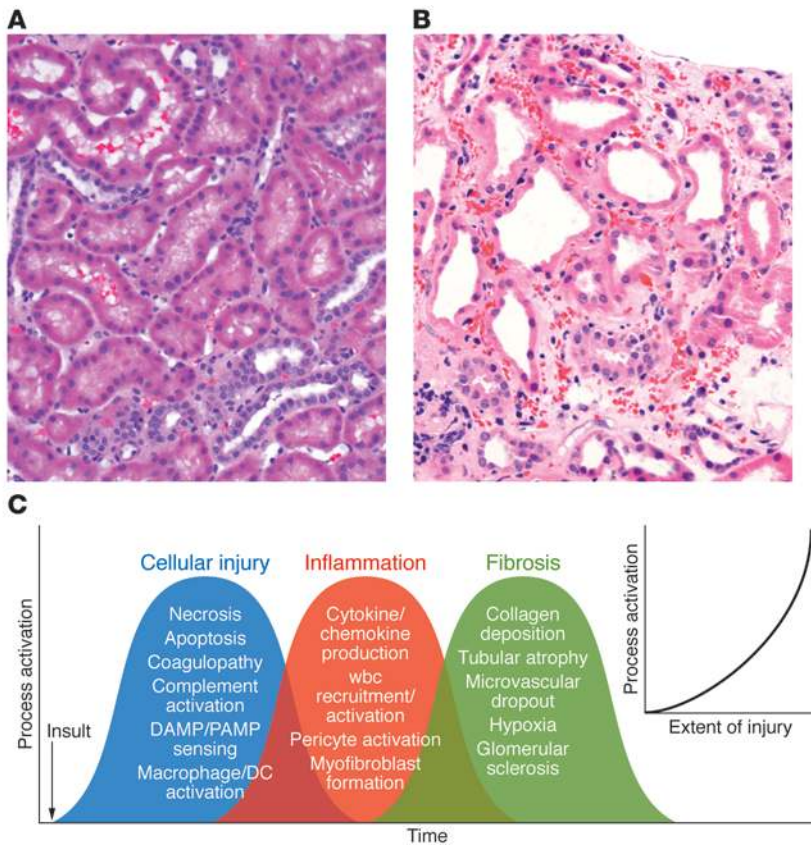 A
B
C
Cellular injury
Inflammation
Fibrosis
Process activation
Insult
Necrosis
Apoptosis
Coagulopathy
Complement
activation
DAMP/PAMP
sensing
Macrophage/DC
activation
Cytokine/
chemokine
production
wbc
recruitment/
activation
Pericyte activation
Myofibroblast
formation
Collagen
deposition
Tubular atrophy
Microvascular
dropout
Hypoxia
Glomerular
sclerosis
Time
Process activation
Extent of injury